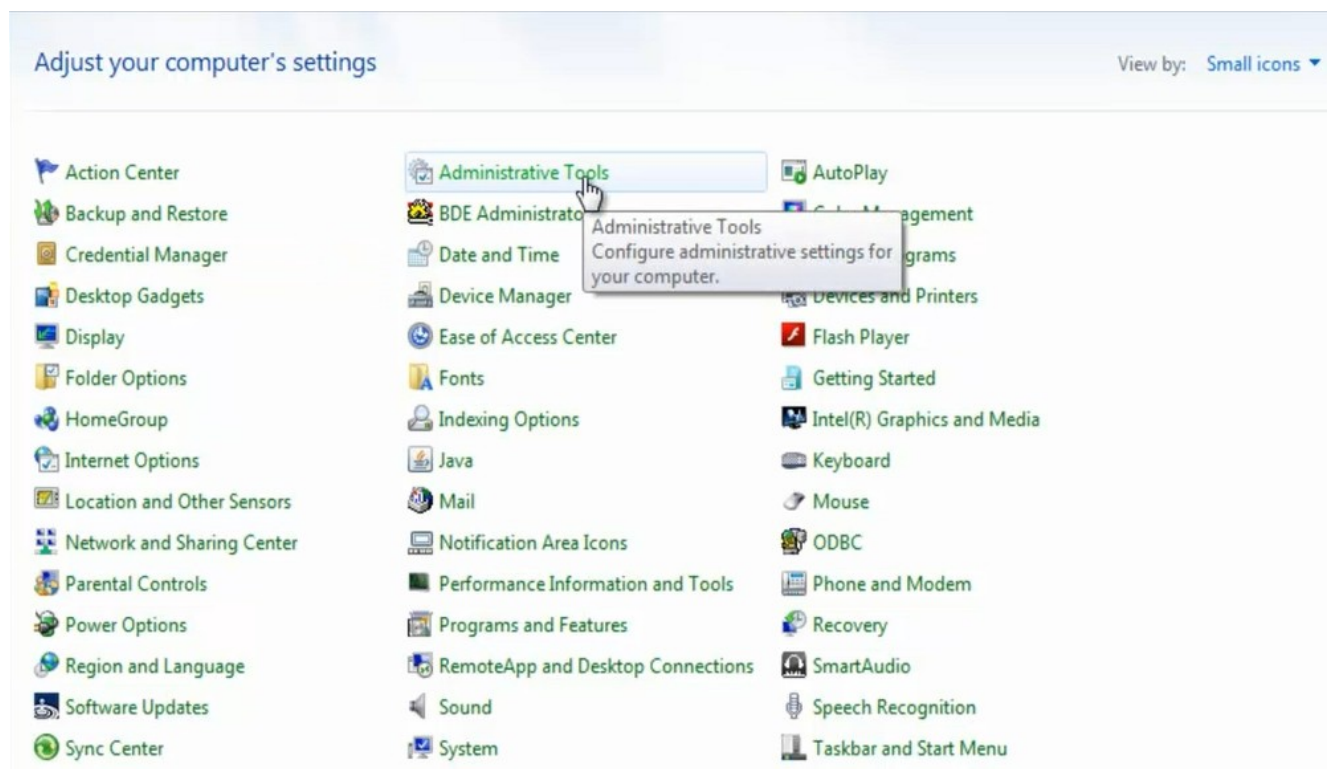 Adjust your computer's settings
View by: Small icons
Action Center
Administrative Tools
AutoPlay
Backup and Restore
BDE Administrato
agement
Administrative Tools
Configure administrative settings for
your computer.
Credential Manager
Date and Time
grams
Desktop Gadgets
Device Manager
Devices and Printers
Display
Ease of Access Center
Flash Player
Folder Options
Fonts
Getting Started
HomeGroup
Indexing Options
Intel(R) Graphics and Media
Internet Options
Java
Keyboard
Location and Other Sensors
Mail
Mouse
Network and Sharing Center
Notification Area Icons
ODBC
Parental Controls
Performance Information and Tools
Phone and Modem
Power Options
Programs and Features
Recovery
Region and Language
RemoteApp and Desktop Connections
SmartAudio
Software Updates
Sound
Speech Recognition
Sync Center
System
Taskbar and Start Menu